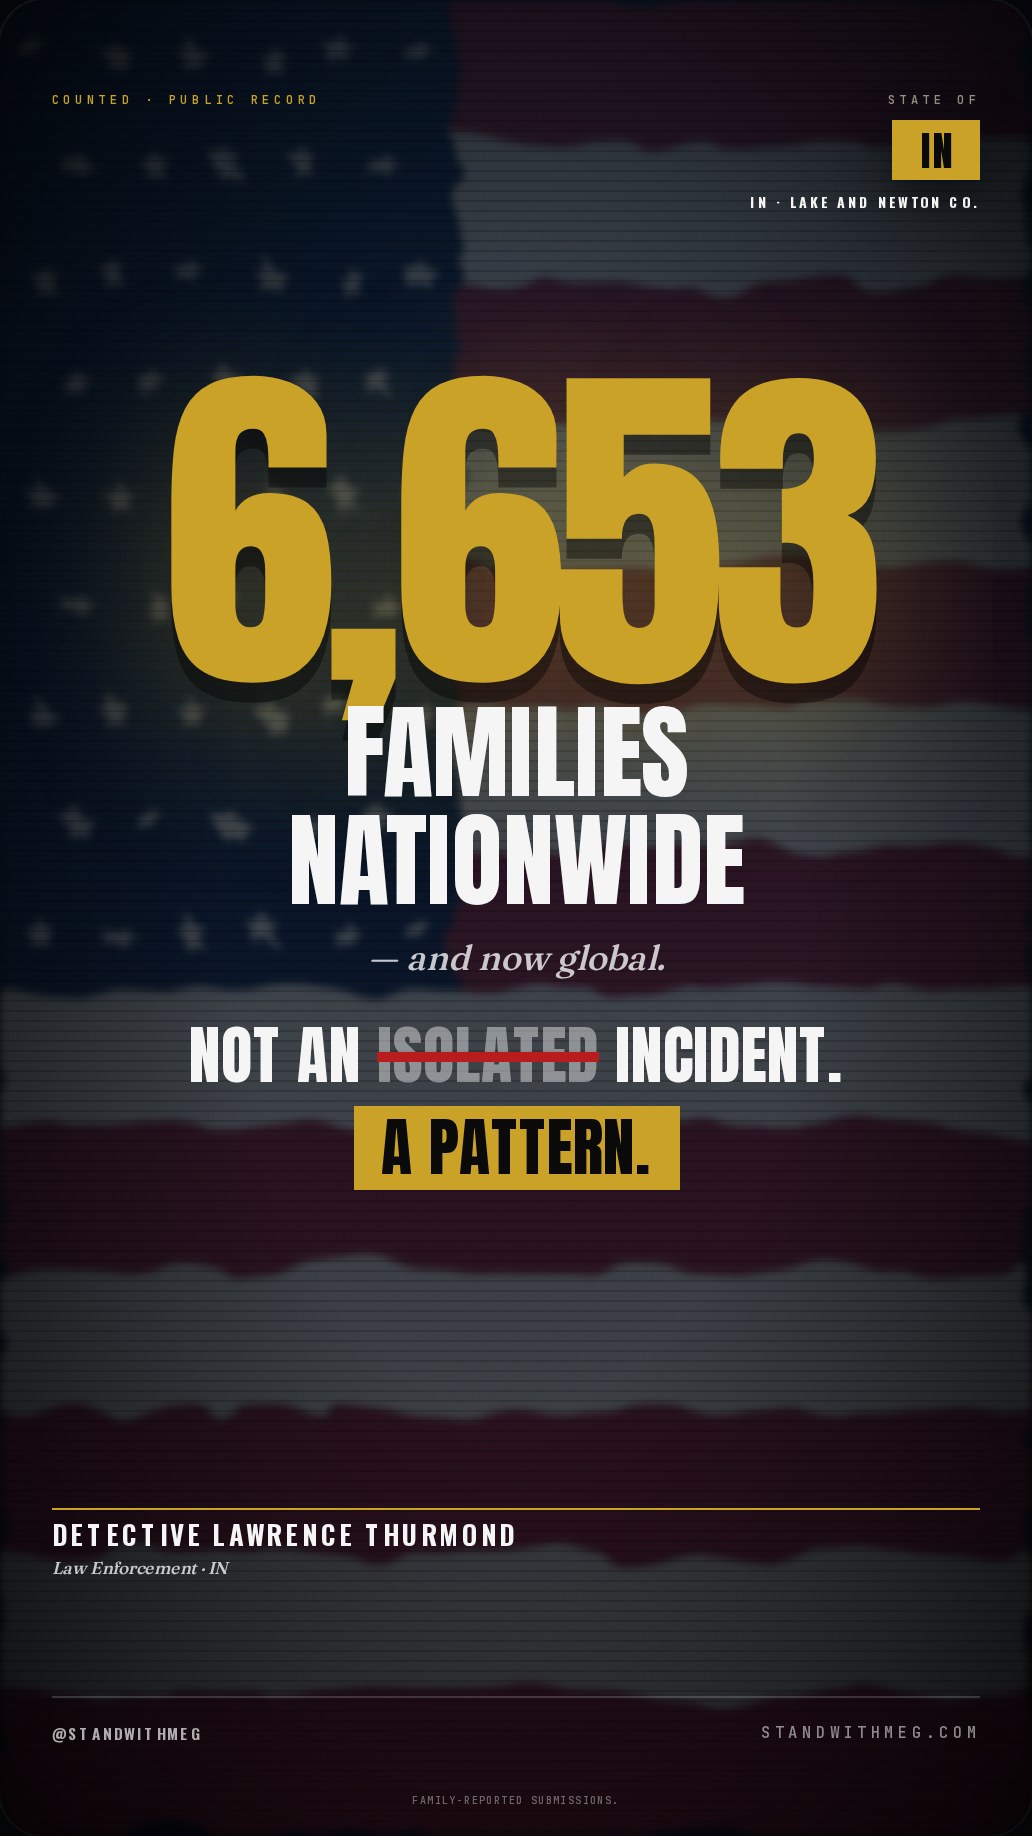 COUNTED · PUBLIC RECORD
STATE OF
IN
IN · LAKE AND NEWTON CO.
6,653
FAMILIES
NATIONWIDE
— and now global.
NOT AN ISOLATED INCIDENT.
A PATTERN.
DETECTIVE LAWRENCE THURMOND
Law Enforcement · IN
@STANDWITHMEG
STANDWITHMEG.COM
FAMILY-REPORTED SUBMISSIONS.